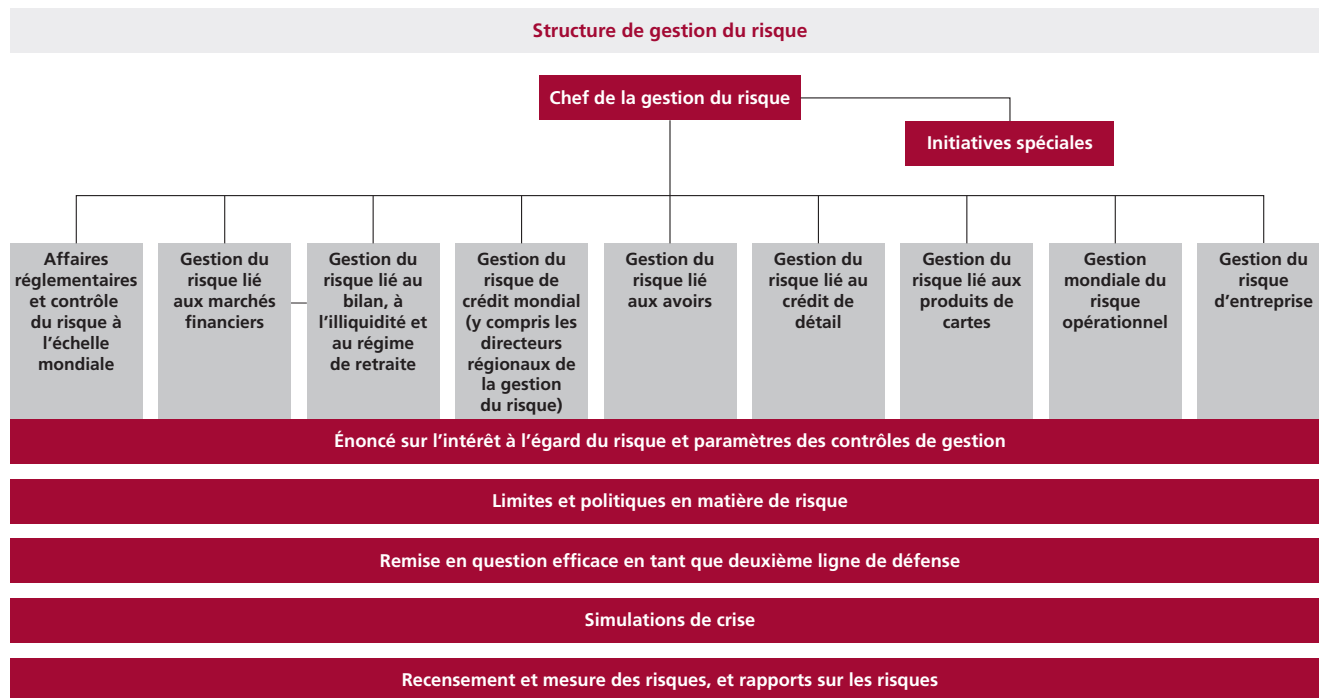 Structure de gestion du risque
Chef de la gestion du risque
Initiatives spéciales
Affaires
réglementaires
et contrôle
du risque à
l’échelle
mondiale
Gestion du
risque lié
aux marchés
financiers
Gestion du
risque lié au
bilan, à
l’illiquidité et
au régime
de retraite
Gestion du
risque de
crédit mondial
(y compris les
directeurs
régionaux de
la gestion
du risque)
Gestion du
risque lié
aux avoirs
Gestion du
risque lié au
crédit de
détail
Gestion du
risque lié aux
produits de
cartes
Gestion
mondiale du
risque
opérationnel
Gestion du
risque
d’entreprise
Énoncé sur l’intérêt à l’égard du risque et paramètres des contrôles de gestion
Limites et politiques en matière de risque
Remise en question efficace en tant que deuxième ligne de défense
Simulations de crise
Recensement et mesure des risques, et rapports sur les risques